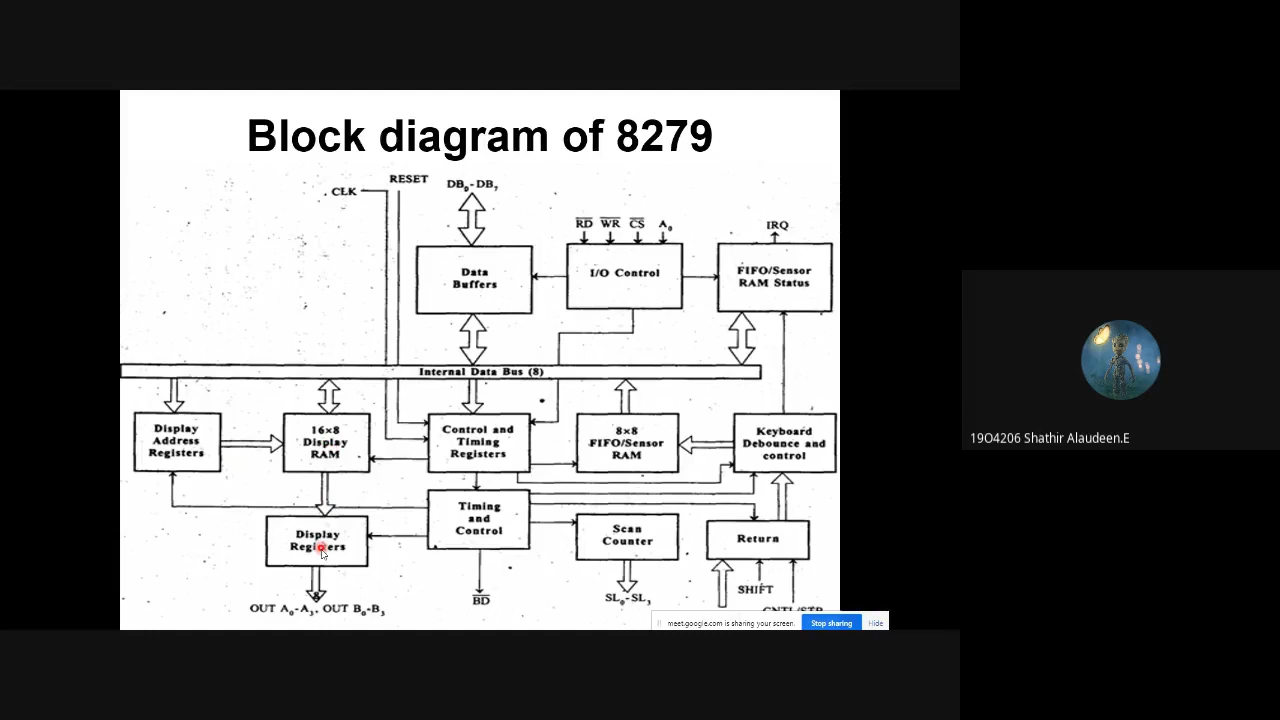 Block diagram of 8279
CLK
RESET
DB0-DB7
RD WR CS A0
IRQ
Data
Buffers
I/O Control
FIFO/Sensor
RAM Status
Internal Data Bus (8)
Display
Address
Registers
16×8
Display
RAM
Control and
Timing
Registers
8×8
FIFO/Sensor
RAM
Keyboard
Debounce and
control
Timing
and
Control
Display
Registers
Scan
Counter
Return
8
OUT A0-A3, OUT B0-B3
BD
SL0-SL3
SHIFT
CNTL/STB
meet.google.com is sharing your screen.
Stop sharing
Hide
19O4206 Shathir Alaudeen.E